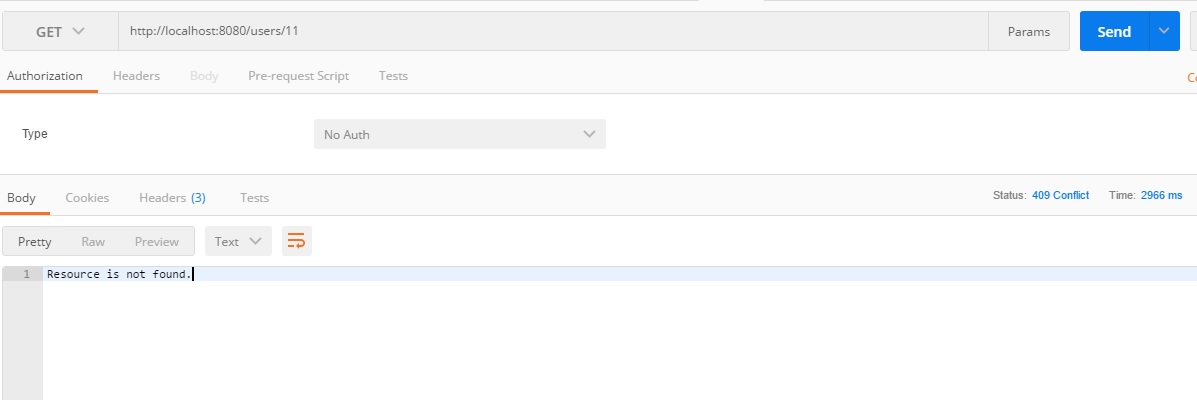 GET http://localhost:8080/users/11 Params Send
Authorization Headers Body Pre-request Script Tests
Type No Auth
Body Cookies Headers (3) Tests Status: 409 Conflict Time: 2966 ms
Pretty Raw Preview Text
1 Resource is not found.